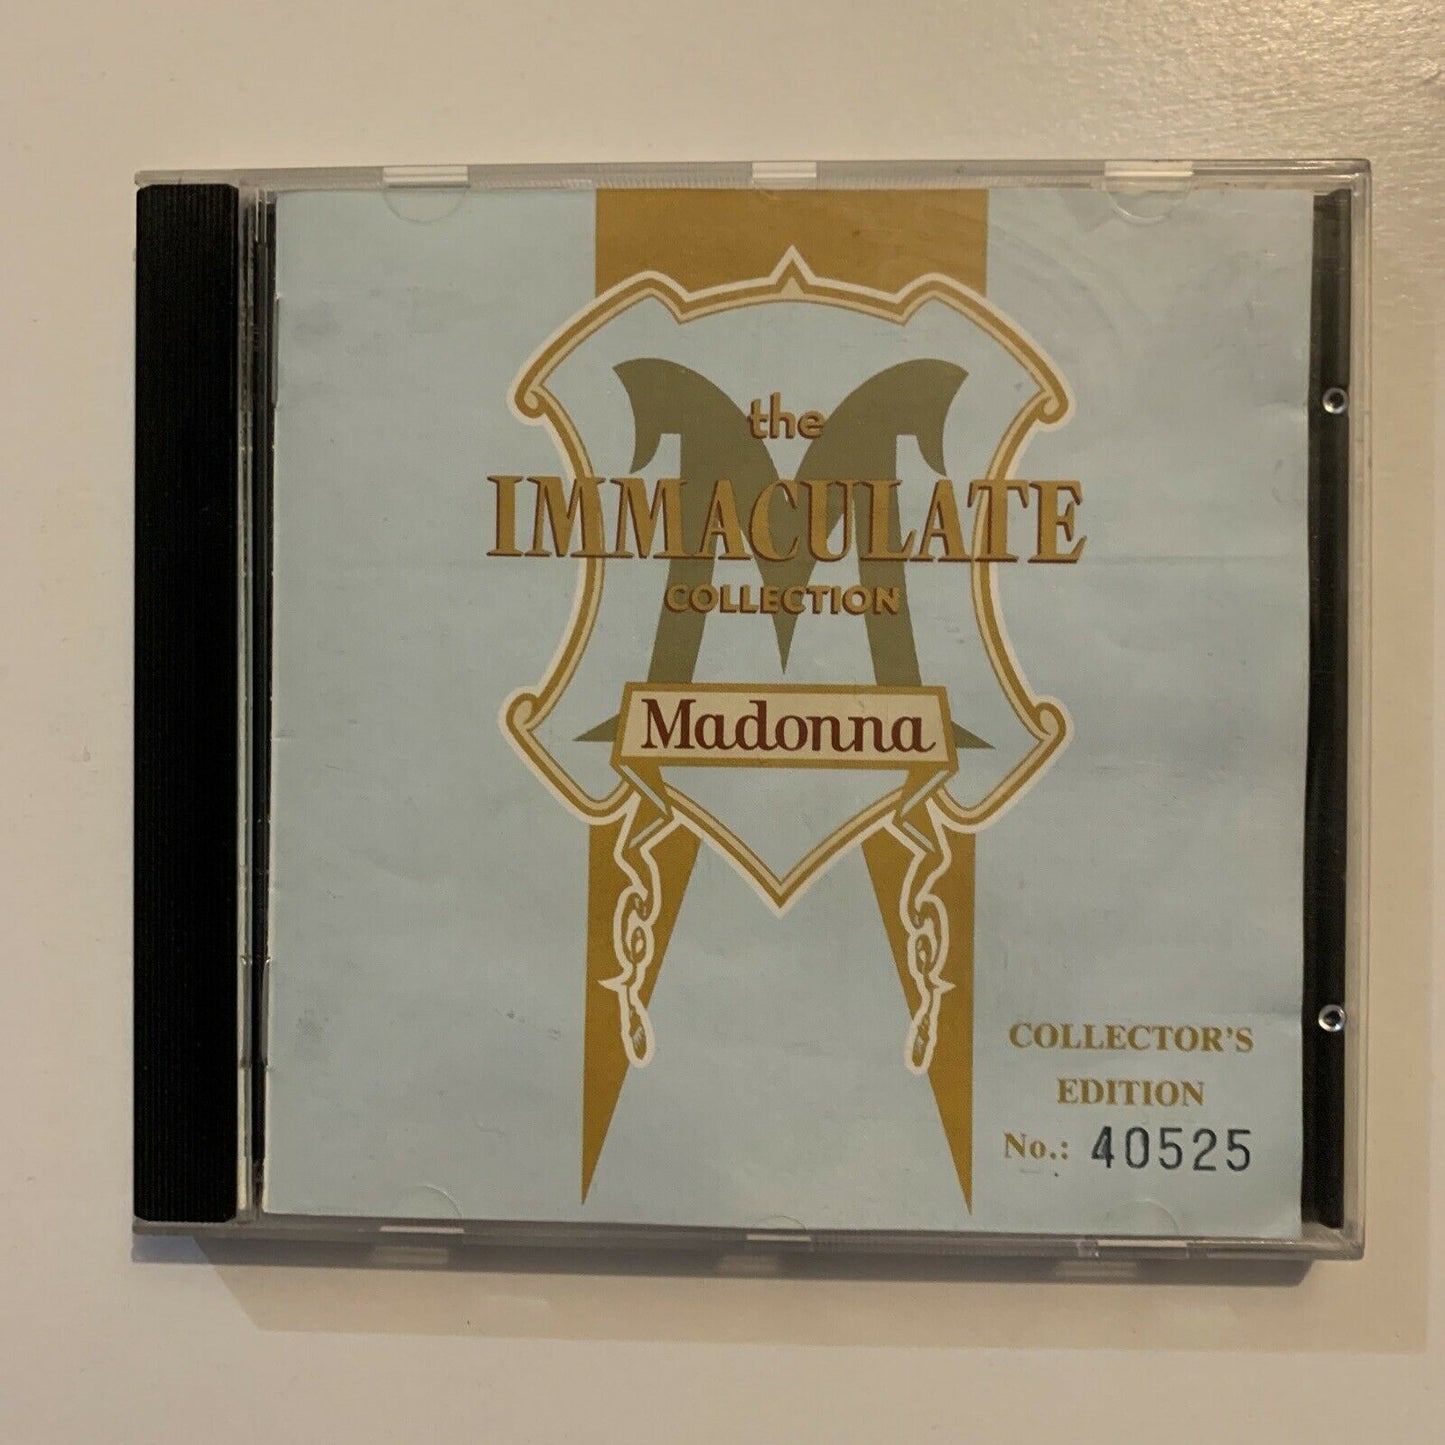 the
IMMACULATE
COLLECTION
Madonna
COLLECTOR'S
EDITION
No.: 40525